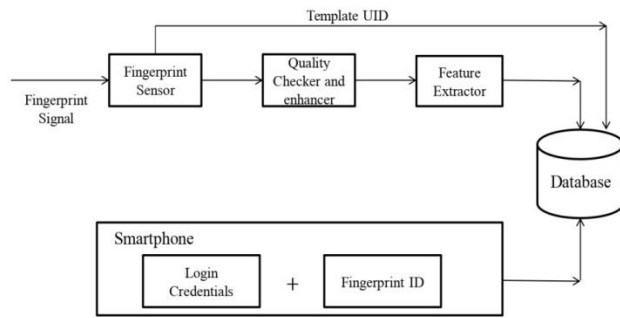 Template UID
Fingerprint
Sensor
Quality
Checker and
enhancer
Feature
Extractor
Fingerprint
Signal
Database
Smartphone
Login
Credentials
+
Fingerprint ID